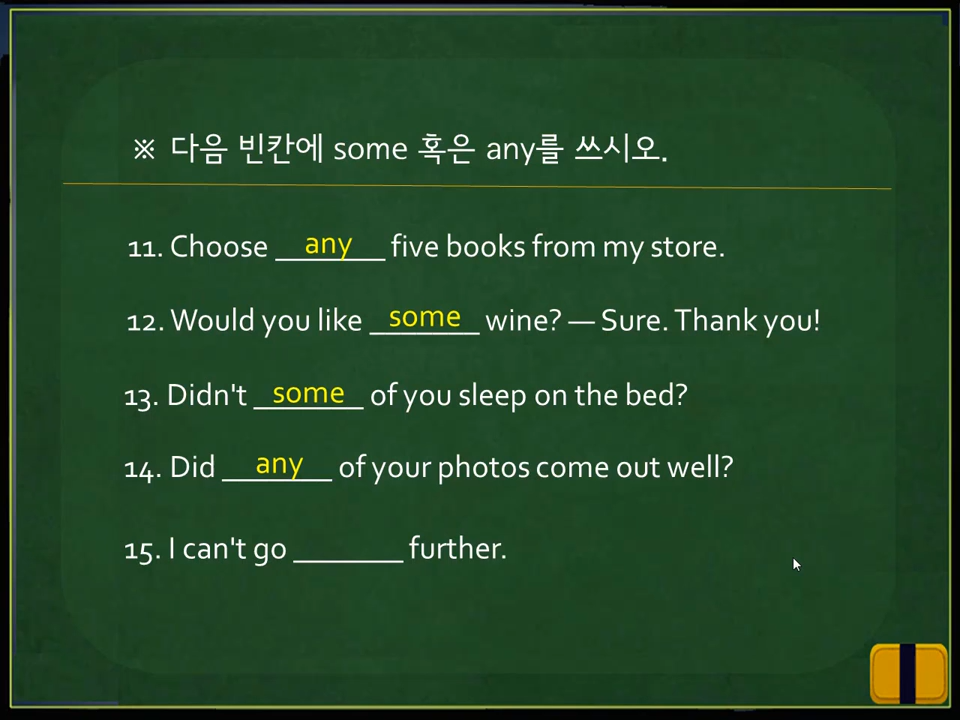 ※ 다음 빈칸에 some 혹은 any를 쓰시오.
11. Choose any five books from my store.
12. Would you like some wine? — Sure. Thank you!
13. Didn't some of you sleep on the bed?
14. Did any of your photos come out well?
15. I can't go _______ further.